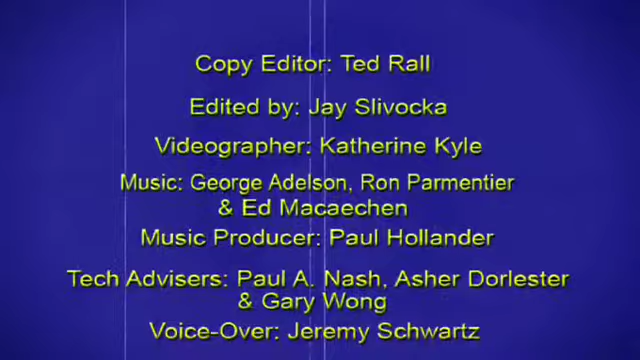 Copy Editor: Ted Rall
Edited by: Jay Slivocka
Videographer: Katherine Kyle
Music: George Adelson, Ron Parmentier
& Ed Macaechen
Music Producer: Paul Hollander
Tech Advisers: Paul A. Nash, Asher Dorlester
& Gary Wong
Voice-Over: Jeremy Schwartz